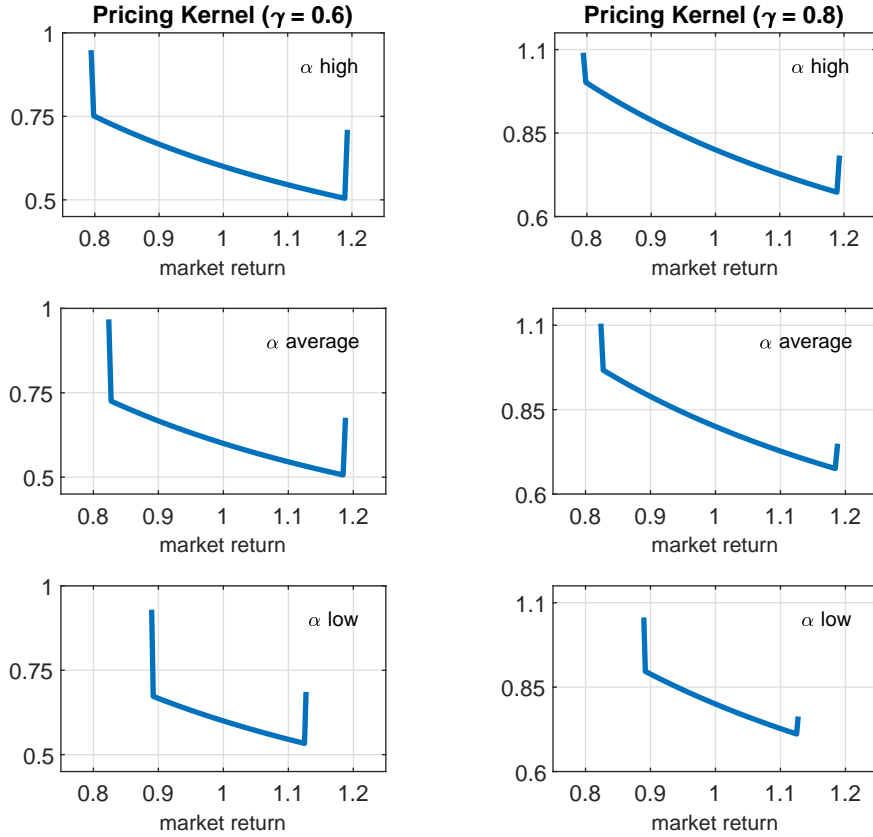 Pricing Kernel (γ = 0.6)
1
0.75
0.5
α high
0.8 0.9 1 1.1 1.2
market return
Pricing Kernel (γ = 0.8)
1.1
0.85
0.6
α high
0.8 0.9 1 1.1 1.2
market return
1
0.75
0.5
α average
0.8 0.9 1 1.1 1.2
market return
1.1
0.85
0.6
α average
0.8 0.9 1 1.1 1.2
market return
1
0.75
0.5
α low
0.8 0.9 1 1.1 1.2
market return
1.1
0.85
0.6
α low
0.8 0.9 1 1.1 1.2
market return